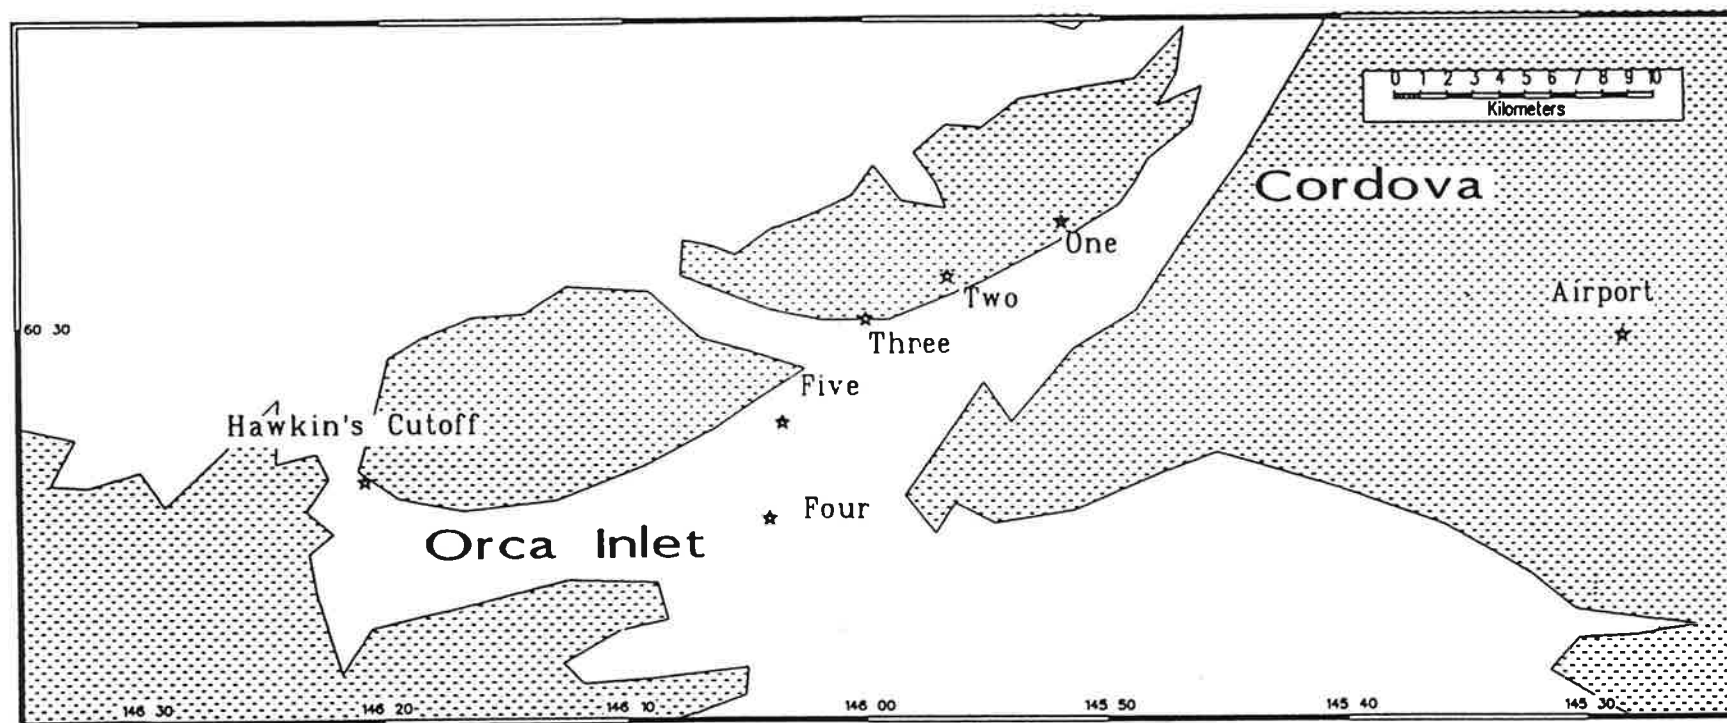 0 1 2 3 4 5 6 7 8 9 10
Kilometers
Cordova
One
Two
Airport
60 30
Three
Five
Hawkin's Cutoff
Four
Orca Inlet
146 30 146 20 146 10 146 00 145 50 145 40 145 30